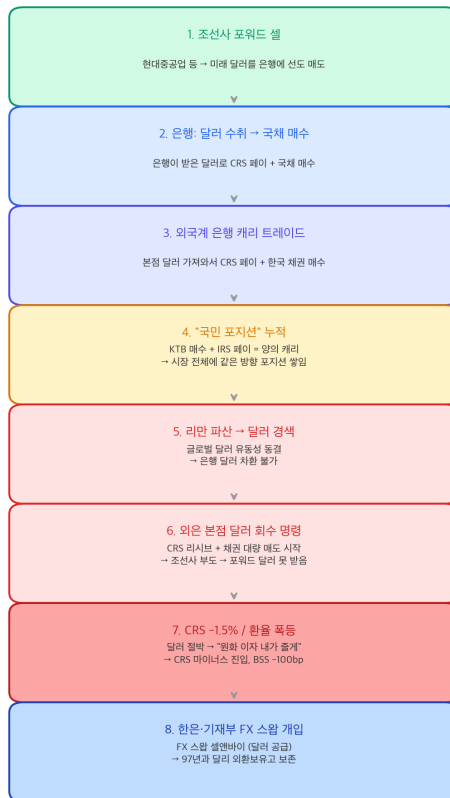 1. 조선사 포워드 셀
현대중공업 등 → 미래 달러를 은행에 선도 매도
2. 은행: 달러 수취 → 국채 매수
은행이 받은 달러로 CRS 페이 + 국채 매수
3. 외국계 은행 캐리 트레이드
본점 달러 가져와서 CRS 페이 + 한국 채권 매수
4. "국민 포지션" 누적
KTB 매수 + IRS 페이 = 양의 캐리
→ 시장 전체에 같은 방향 포지션 쌓임
5. 리만 파산 → 달러 경색
글로벌 달러 유동성 동결
→ 은행 달러 차환 불가
6. 외은 본점 달러 회수 명령
CRS 리시브 + 채권 대량 매도 시작
→ 조선사 부도 → 포워드 달러 못 받음
7. CRS -1.5% / 환율 폭등
달러 절박 → "원화 이자 내가 줄게"
→ CRS 마이너스 진입, BSS -100bp
8. 한은·기재부 FX 스왑 개입
FX 스왑 셀앤바이 (달러 공급)
→ 97년과 달리 외환보유고 보존